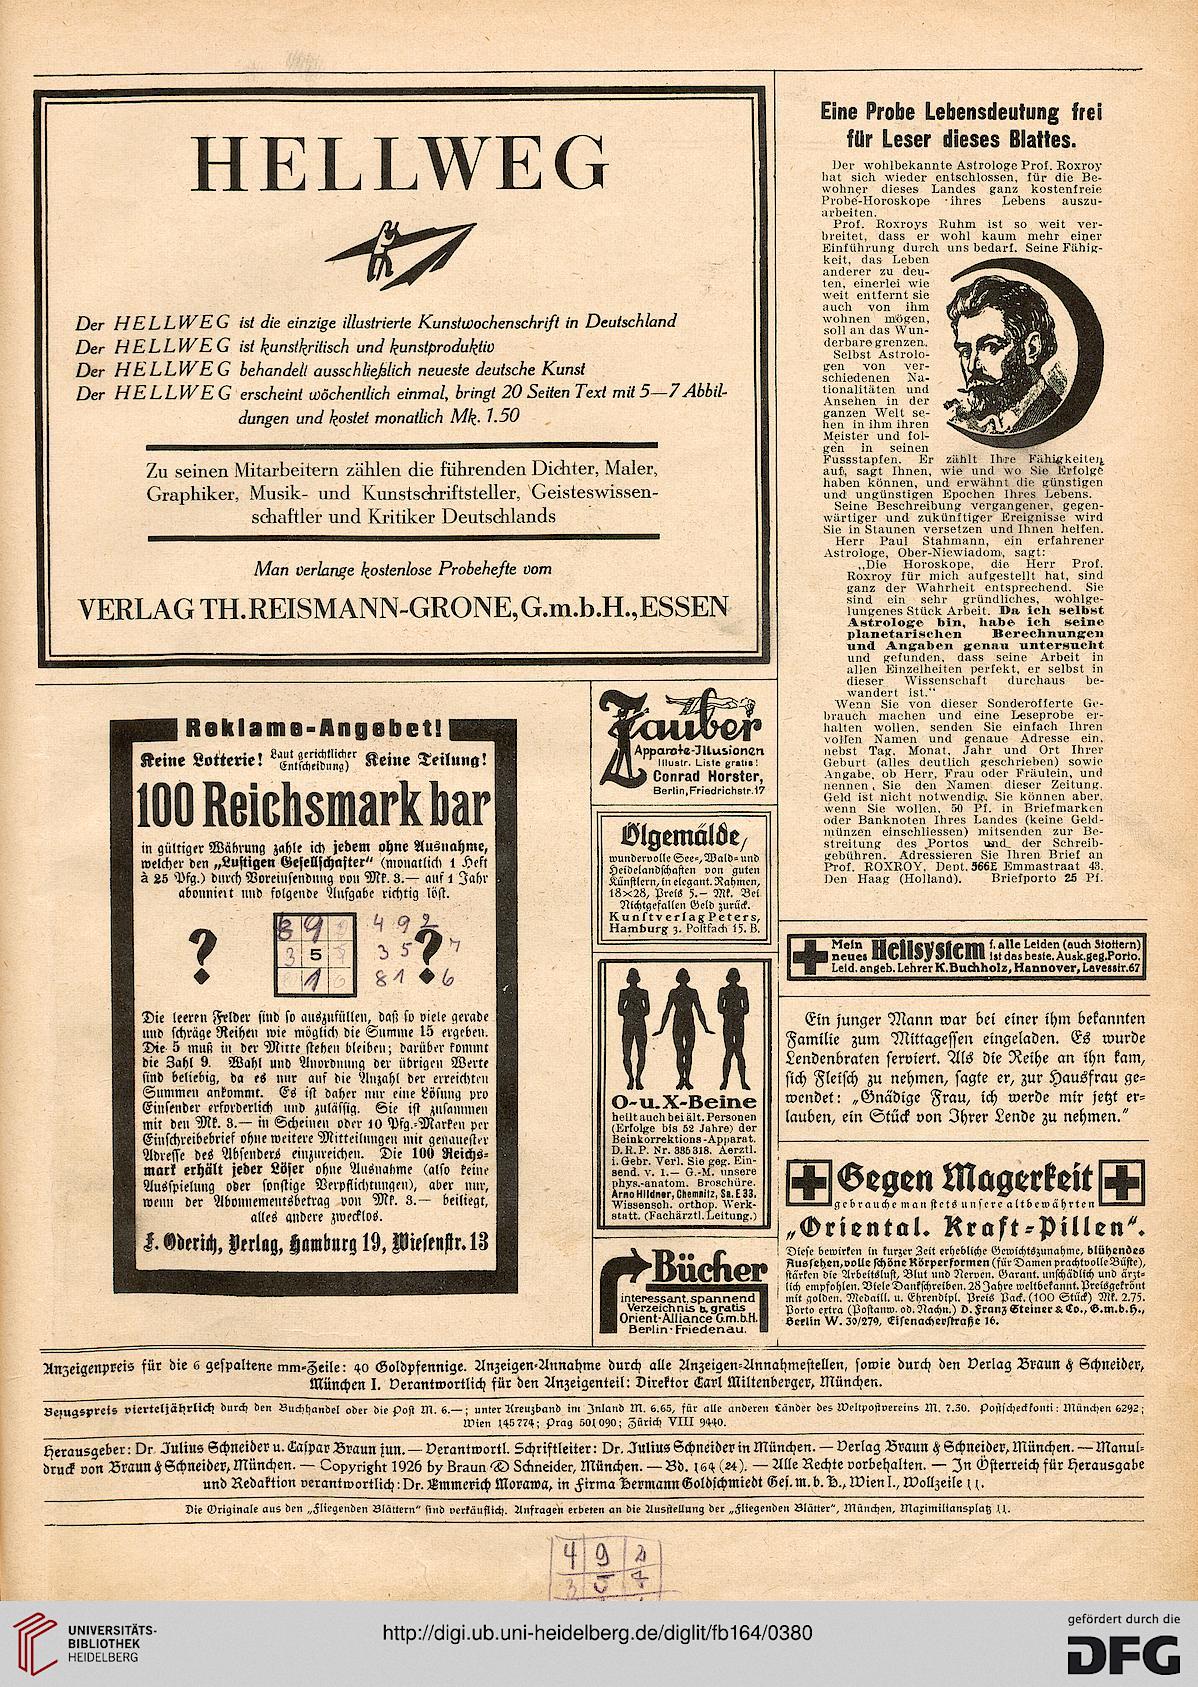 HELLWEG
Der HELLWEG ist die einzige illustrierte Kunstwochenschrift in Deutschland
Der HELLWEG ist kunstkritisch und kunstproduktiv
Der HELLWEG behandelt ausschließlich neueste deutsche Kunst
Der HELLWEG erscheint wöchentlich einmal, bringt 20 Seiten Text mit 5—7 Abbil-
dungen und kostet monatlich Mk. 1.50
Zu seinen Mitarbeitern zählen die führenden Dichter, Maler,
Graphiker, Musik- und Kunstschriftsteller, Geisteswissen-
schaftler und Kritiker Deutschlands
Man verlange kostenlose Probehefte vom
VERLAG TH. REISMANN-GRONE, G.m.b.H., ESSEN
Eine Probe Lebensdeutung frei
für Leser dieses Blattes.
Der wohlbekannte Astrologe Prof. Roxroy
hat sich wieder entschlossen, für die Be-
wohner dieses Landes ganz kostenfreie
Probe-Horoskope ihres Lebens auszu-
arbeiten.
Prof. Roxroys Ruhm ist so weit ver-
breitet, dass er wohl kaum mehr einer
Einführung durch uns bedarf. Seine Fähig-
keit, das Leben
anderer zu deu-
ten, einerlei wie
weit entfernt sie
auch von ihm
wohnen mögen,
soll an das Wun-
derbare grenzen.
Selbst Astrolo-
gen von ver-
schiedenen Na-
tionalitäten und
Ansehen in der
ganzen Welt se-
hen in ihm ihren
Meister und fol-
gen in seinen
Fussstapfen. Er zählt Ihre Fähigkeiten
auf, sagt Ihnen, wie und wo Sie Erfolge
haben können, und erwähnt die günstigen
und ungünstigen Epochen Ihres Lebens.
Seine Beschreibung vergangener, gegen-
wärtiger und zukünftiger Ereignisse wird
Sie in Staunen versetzen und Ihnen helfen.
Herr Paul Stahmann, ein erfahrener
Astrologe, Ober-Niewiadom, sagt:
„Die Horoskope, die Herr Prof.
Roxroy für mich aufgestellt hat, sind
ganz der Wahrheit entsprechend. Sie
sind ein sehr gründliches, wohlge-
lungenes Stück Arbeit. Da ich selbst
Astrologe bin, habe ich seine
planetarischen Berechnungen
und Angaben genau untersucht
und gefunden, dass seine Arbeit in
allen Einzelheiten perfekt, er selbst in
dieser Wissenschaft durchaus be-
wandert ist.“
Wenn Sie von dieser Sonderofferte Ge-
brauch machen und eine Leseprobe er-
halten wollen, senden Sie einfach Ihren
vollen Namen und genaue Adresse ein,
nebst Tag, Monat, Jahr und Ort Ihrer
Geburt (alles deutlich geschrieben) sowie
Angabe, ob Herr, Frau oder Fräulein, und
nennen Sie den Namen dieser Zeitung.
Geld ist nicht notwendig, Sie können aber,
wenn Sie wollen, 50 Pf. in Briefmarken
oder Banknoten Ihres Landes (keine Geld-
münzen einschliessen) mitsenden zur Be-
streitung des Portos und der Schreib-
gebühren. Adressieren Sie Ihren Brief an
Prof. ROXROY, Dept. 566E Emmastraat 43,
Den Haag (Holland). Briefporto 25 Pf.
Reklame-Angebot!
Keine Lotterie! Laut gerichtlicher Entscheidung) Keine Teilung!
100 Reichsmark bar
in gültiger Währung zahle ich jedem ohne Ausnahme,
welcher den „Lustigen Gesellschafter“ (monatlich 1 Heft
à 25 Pfg.) durch Voreinsendung von Mk. 3.— auf 1 Jahr
abonniert und folgende Aufgabe richtig löst.
? 8 9 4 9 2
3 5 3 5 ? 7
1 6 8 1 6
Die leeren Felder sind so auszufüllen, daß so viele gerade
und schräge Reihen wie möglich die Summe 15 ergeben.
Die 5 muß in der Mitte stehen bleiben; darüber kommt
die Zahl 9. Wahl und Anordnung der übrigen Werte
sind beliebig, da es nur auf die Anzahl der erreichten
Summen ankommt. Es ist daher nur eine Lösung pro
Einsender erforderlich und zulässig. Sie ist zusammen
mit den Mk. 3.— in Scheinen oder 10 Pfg.-Marken per
Einschreibebrief ohne weitere Mitteilungen mit genauester
Adresse des Absenders einzureichen. Die 100 Reichs-
mark erhält jeder Löser ohne Ausnahme (also keine
Ausspielung oder sonstige Verpflichtungen), aber nur,
wenn der Abonnementsbetrag von Mk. 3.— beiliegt,
alles andere zwecklos.
F. Oderich, Verlag, Hamburg 19, Wiesenstr. 13
Zauber
Apparate-Jllusionen
Illustr. Liste gratis!
Conrad Horster,
Berlin, Friedrichstr. 17
Ölgemälde,
wundervolle See-, Wald- und
Heidelandschaften von guten
Künstlern, in elegant. Rahmen,
18×28, Preis 5.— Mk. Bei
Nichtgefallen Geld zurück.
Kunstverlag Peters,
Hamburg 3. Postfach 15. B.
O-u.X-Beine
heilt auch bei ält. Personen
(Erfolge bis 52 Jahre) der
Beinkorrektions-Apparat.
D.R.P. Nr. 335318. Aerztl.
i. Gebr. Verl. Sie geg. Ein-
send. v. 1.— G.-M. unsere
phys.-anatom. Broschüre.
Arno Hildner, Chemnitz, Sa. E 33.
Wissensch. orthop. Werk-
statt. (Fachärztl. Leitung.)
Bücher
interessant, spannend
Verzeichnis B gratis
Orient-Alliance G.m.b.H.
Berlin-Friedenau.
Mein neues Heilsystem f. alle Leiden (auch Stottern)
ist das beste. Ausk. geg. Porto.
Leid. angeb. Lehrer K. Buchholz, Hannover, Lavesstr. 67
Ein junger Mann war bei einer ihm bekannten
Familie zum Mittagessen eingeladen. Es wurde
Lendenbraten serviert. Als die Reihe an ihn kam,
sich Fleisch zu nehmen, sagte er, zur Hausfrau ge-
wendet: „Gnädige Frau, ich werde mir jetzt er-
lauben, ein Stück von Ihrer Lende zu nehmen.“
Gegen Magerkeit
gebrauche man stets unsere altbewährten
„Oriental. Kraft-Pillen“.
Diese bewirken in kurzer Zeit erhebliche Gewichtszunahme, blühendes
Aussehen, volle schöne Körperformen (für Damen prachtvolle Büste),
stärken die Arbeitslust, Blut und Nerven. Garant. unschädlich und ärzt-
lich empfohlen. Viele Dankschreiben. 28 Jahre weltbekannt. Preisgekrönt
mit golden. Medaill. u. Ehrendipl. Preis Pack. (100 Stück) Mk. 2.75.
Porto extra (Postanw. od. Nachn.) D. Franz Steiner & Co., G.m.b.H.,
Berlin W. 30/279, Eisenacherstraße 16.
Anzeigenpreis für die 6 gespaltene mm-Zeile: 40 Goldpfennige. Anzeigen-Annahme durch alle Anzeigen-Annahmestellen, sowie durch den Verlag Braun & Schneider,
München I. Verantwortlich für den Anzeigenteil: Direktor Carl Miltenberger, München.
Bezugspreis vierteljährlich durch den Buchhandel oder die Post M. 6.—; unter Kreuzband im Inland M. 6.65, für alle anderen Länder des Weltpostvereins M. 7.50. Postscheckkonti: München 6292;
Wien 145774; Prag 501090; Zürich VIII 9440.
Herausgeber: Dr. Julius Schneider u. Caspar Braun jun. — Verantwortl. Schriftleiter: Dr. Julius Schneider in München. — Verlag Braun & Schneider, München. — Manul-
druck von Braun & Schneider, München. — Copyright 1926 by Braun & Schneider, München. — Bd. 164 (24). — Alle Rechte vorbehalten. — In Österreich für Herausgabe
und Redaktion verantwortlich: Dr. Emmerich Morawa, in Firma Hermann Goldschmiedt Ges. m. b. H., Wien I., Wollzeile 11.
Die Originale aus den „Fliegenden Blättern“ sind verkäuflich. Anfragen erbeten an die Ausstellung der „Fliegenden Blätter“, München, Maximiliansplatz 11.
4 9 2
3 5 7
UNIVERSITÄTS-
BIBLIOTHEK
HEIDELBERG
http://digi.ub.uni-heidelberg.de/diglit/fb164/0380
gefördert durch die
DFG